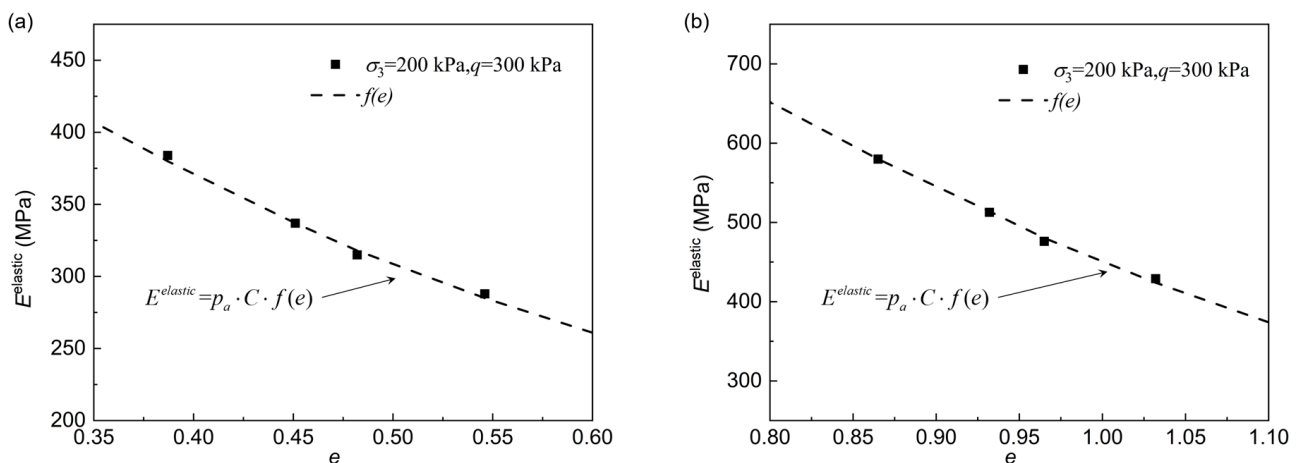 (a)
450
400
350
300
250
200
E^elastic (MPa)
σ3=200 kPa,q=300 kPa
f(e)
E^elastic=pa·C·f(e)
0.35 0.40 0.45 0.50 0.55 0.60
e
(b)
700
600
500
400
300
E^elastic (MPa)
σ3=200 kPa,q=300 kPa
f(e)
E^elastic=pa·C·f(e)
0.80 0.85 0.90 0.95 1.00 1.05 1.10
e